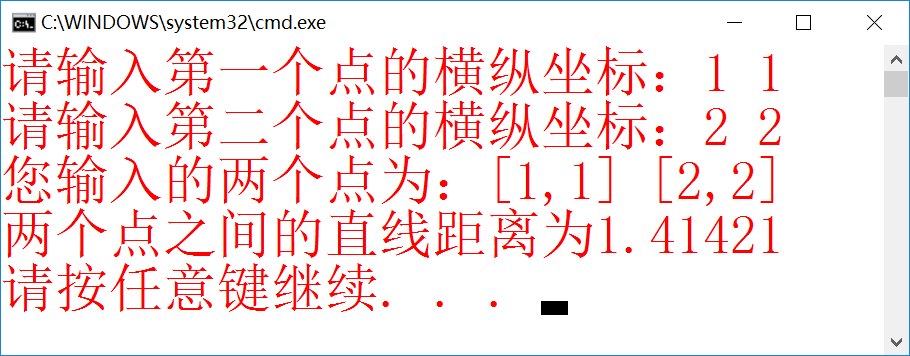 C:\WINDOWS\system32\cmd.exe
请输入第一个点的横纵坐标：1 1
请输入第二个点的横纵坐标：2 2
您输入的两个点为：[1,1] [2,2]
两个点之间的直线距离为1.41421
请按任意键继续. . .